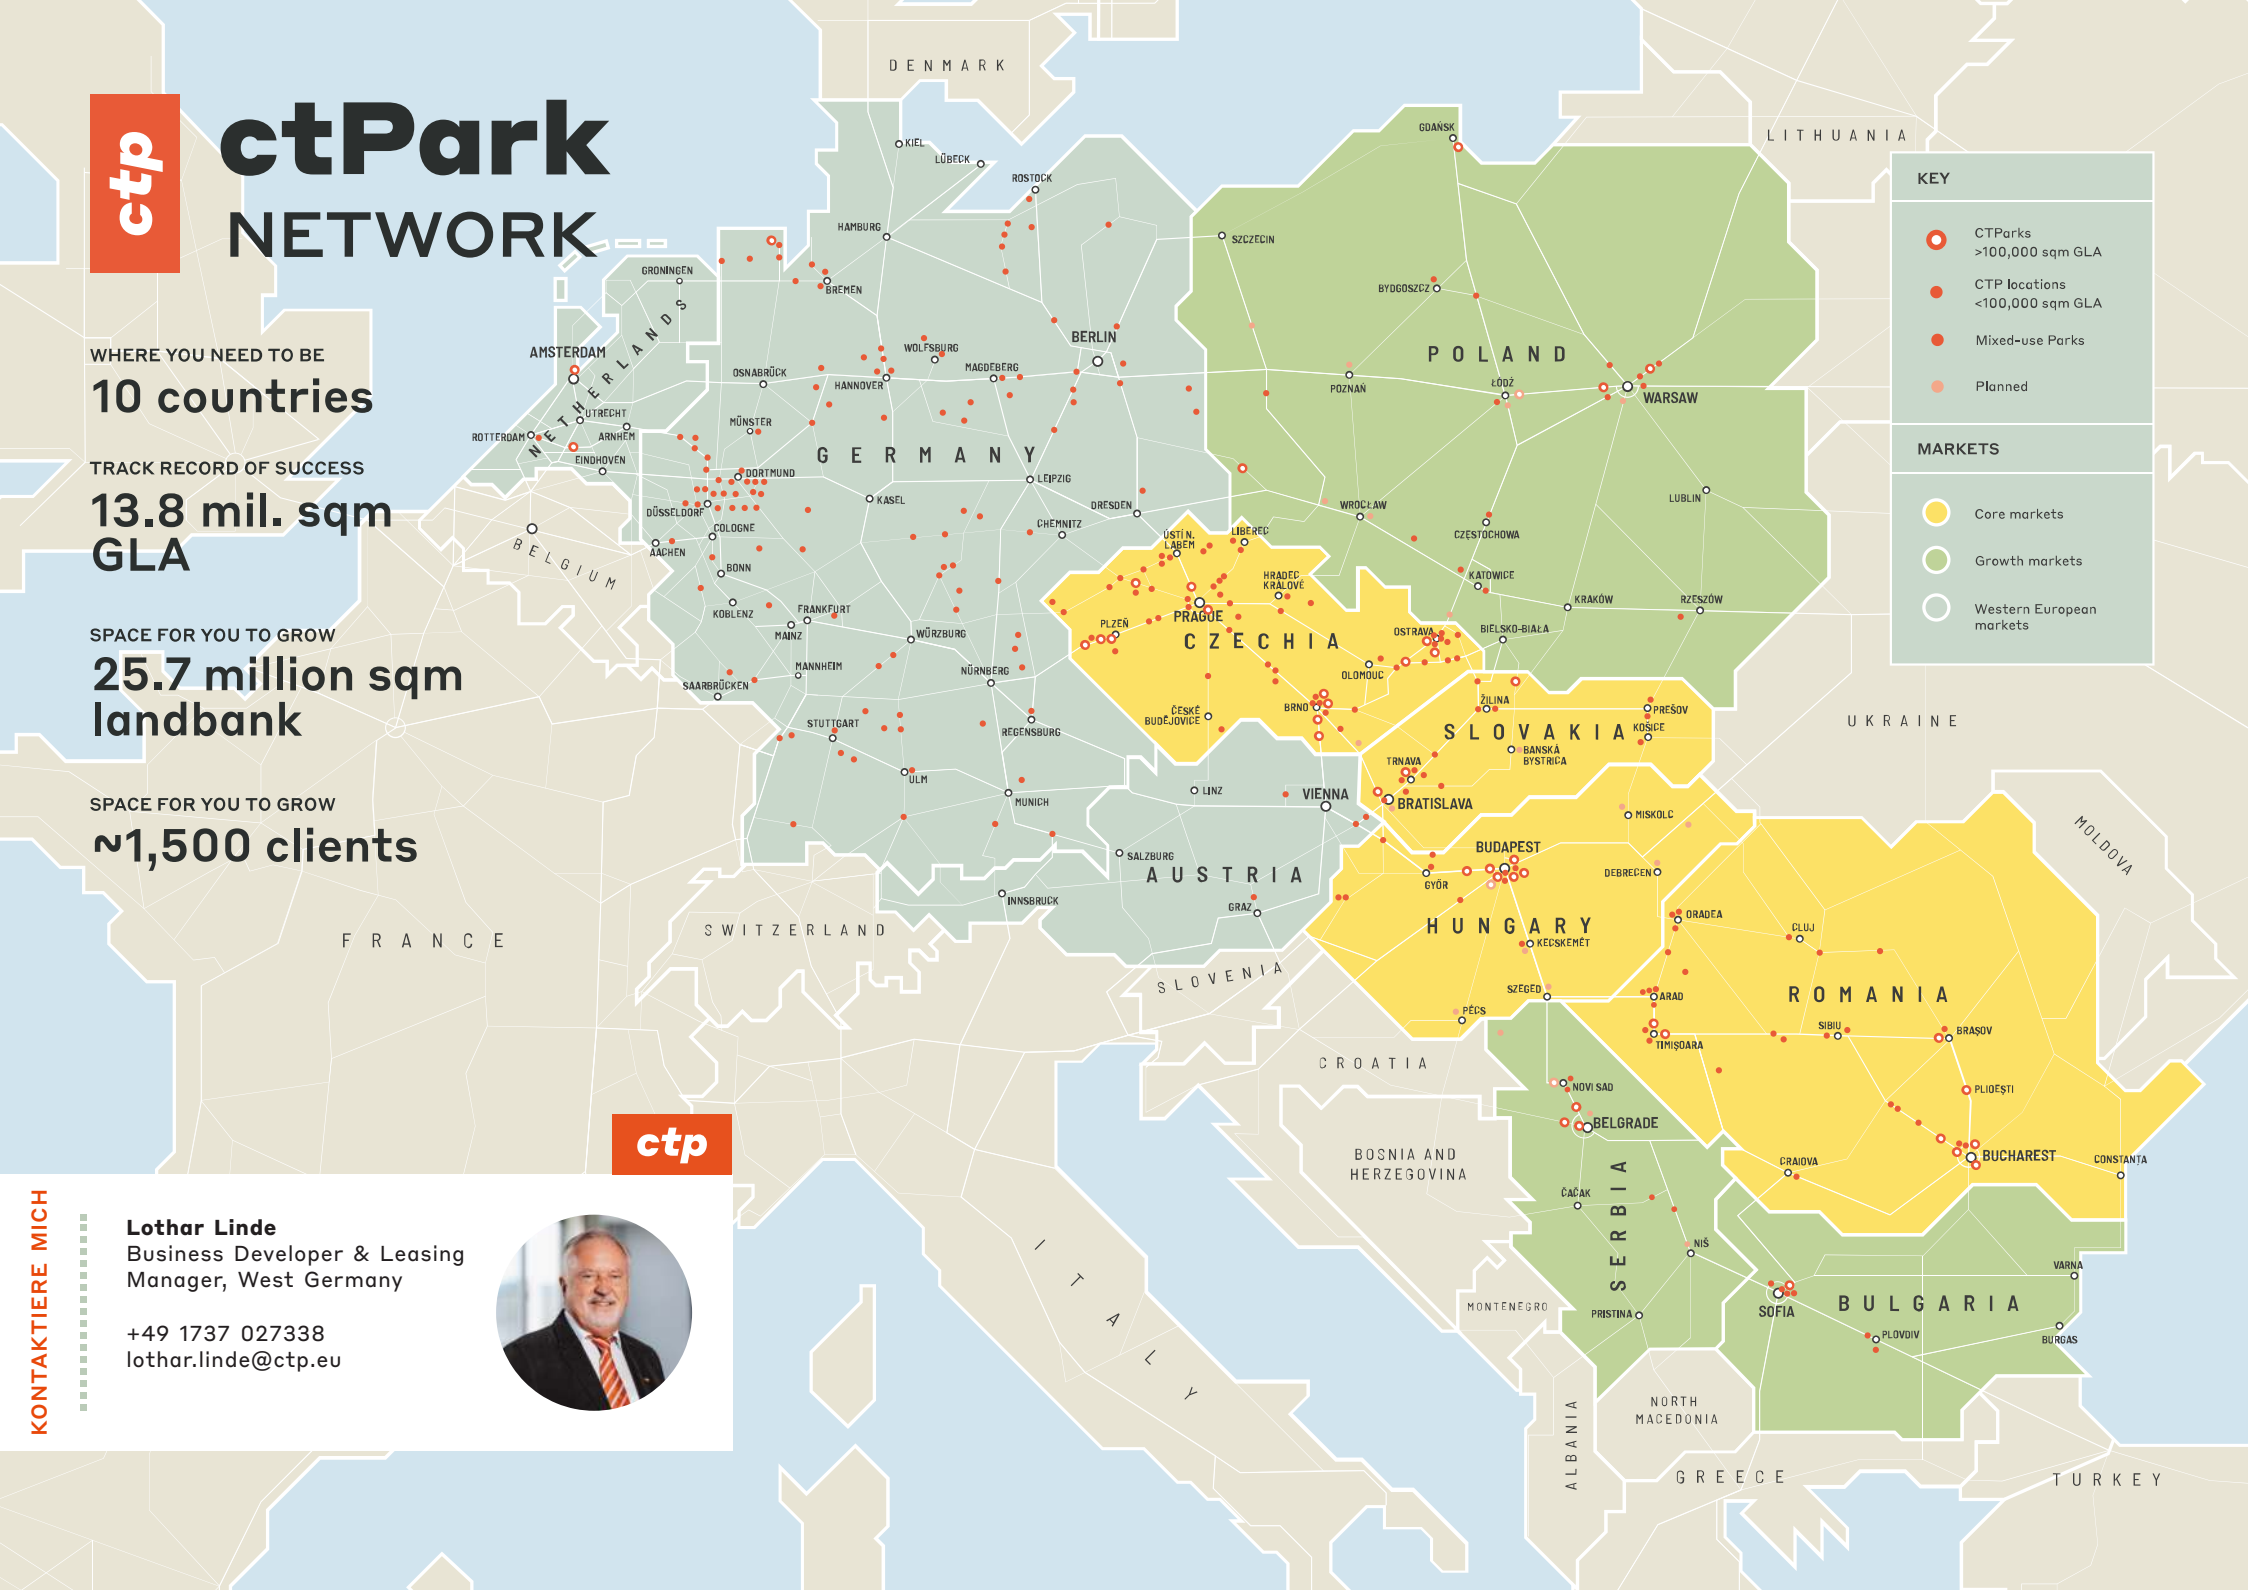 ctp
ctPark
NETWORK
WHERE YOU NEED TO BE
10 countries
TRACK RECORD OF SUCCESS
13.8 mil. sqm
GLA
SPACE FOR YOU TO GROW
25.7 million sqm
landbank
SPACE FOR YOU TO GROW
~1,500 clients
KEY
CTParks
>100,000 sqm GLA
CTP locations
<100,000 sqm GLA
Mixed-use Parks
Planned
MARKETS
Core markets
Growth markets
Western European
markets
DENMARK
LITHUANIA
NETHERLANDS
GRONINGEN
AMSTERDAM
UTRECHT
ROTTERDAM
ARNHEM
EINDHOVEN
BELGIUM
GERMANY
KIEL
LÜBECK
ROSTOCK
HAMBURG
BREMEN
BERLIN
WOLFSBURG
MAGDEBERG
OSNABRÜCK
HANNOVER
MÜNSTER
DORTMUND
LEIPZIG
KASEL
DRESDEN
DÜSSELDORF
CHEMNITZ
COLOGNE
AACHEN
BONN
KOBLENZ
FRANKFURT
MAINZ
WÜRZBURG
MANNHEIM
NÜRNBERG
SAARBRÜCKEN
STUTTGART
REGENSBURG
ULM
MUNICH
POLAND
GDAŃSK
SZCZECIN
BYDGOSZCZ
POZNAŃ
ŁÓDŹ
WARSAW
WROCŁAW
LUBLIN
CZĘSTOCHOWA
KATOWICE
KRAKÓW
RZESZÓW
BIELSKO-BIAŁA
CZECHIA
ÚSTÍ N.
LABEM
LIBEREC
HRADEC
KRÁLOVÉ
PRAGUE
PLZEŇ
OSTRAVA
OLOMOUC
ČESKÉ
BUDĚJOVICE
BRNO
SLOVAKIA
ŽILINA
PREŠOV
KOŠICE
BANSKÁ
BYSTRICA
TRNAVA
BRATISLAVA
UKRAINE
MOLDOVA
AUSTRIA
LINZ
VIENNA
SALZBURG
INNSBRUCK
GRAZ
SWITZERLAND
FRANCE
SLOVENIA
HUNGARY
MISKOLC
BUDAPEST
GYŐR
DEBRECEN
KECSKEMÉT
SZEGED
PÉCS
ROMANIA
ORADEA
CLUJ
ARAD
SIBIU
BRAȘOV
TIMIȘOARA
PLIOEȘTI
BUCHAREST
CRAIOVA
CONSTANȚA
CROATIA
BOSNIA AND
HERZEGOVINA
SERBIA
NOVI SAD
BELGRADE
ČAČAK
NIŠ
PRISTINA
MONTENEGRO
BULGARIA
SOFIA
VARNA
PLOVDIV
BURGAS
ITALY
ALBANIA
NORTH
MACEDONIA
GREECE
TURKEY
ctp
KONTAKTIERE MICH
Lothar Linde
Business Developer & Leasing
Manager, West Germany
+49 1737 027338
lothar.linde@ctp.eu